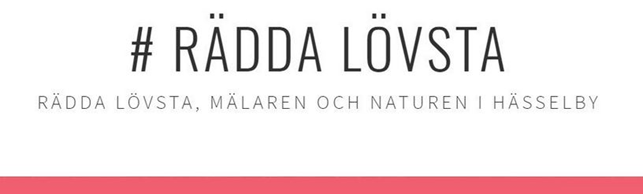 # RÄDDA LÖVSTA
RÄDDA LÖVSTA, MÄLAREN OCH NATUREN I HÄSSELBY